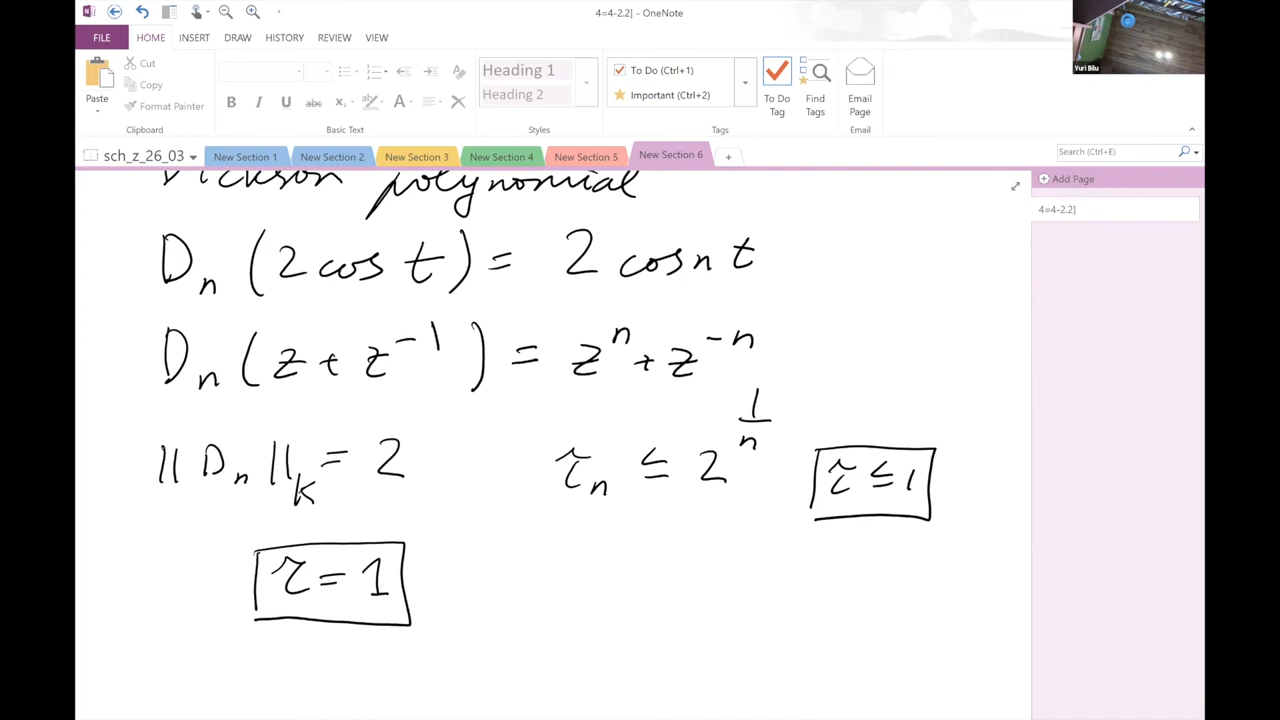 4=4-2.2] - OneNote
Yuri Bilu
FILE HOME INSERT DRAW HISTORY REVIEW VIEW
Paste
Cut
Copy
Format Painter
Clipboard
B I U abc x₂ A
Basic Text
Heading 1
Heading 2
Styles
To Do (Ctrl+1)
Important (Ctrl+2)
To Do Tag
Find Tags
Tags
Email Page
Email
sch_z_26_03 New Section 1 New Section 2 New Section 3 New Section 4 New Section 5 New Section 6 +
Search (Ctrl+E)
Add Page
4=4-2.2]
Dickson polynomial
D_n (2 cos t) = 2 cos n t
D_n (z + z^{-1}) = z^n + z^{-n}
||D_n||_K = 2 τ_n ≤ 2^{1/n} τ ≤ 1
τ = 1